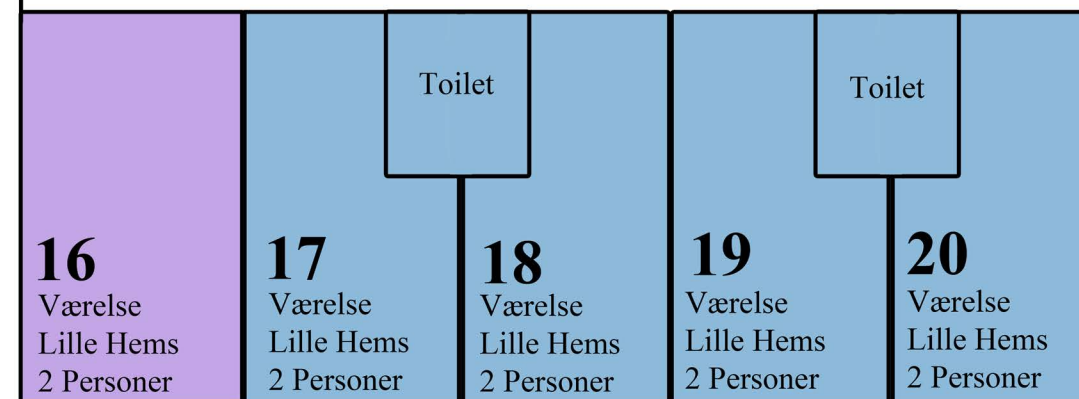 Toilet
Toilet
16
Værelse
Lille Hems
2 Personer
17
Værelse
Lille Hems
2 Personer
18
Værelse
Lille Hems
2 Personer
19
Værelse
Lille Hems
2 Personer
20
Værelse
Lille Hems
2 Personer